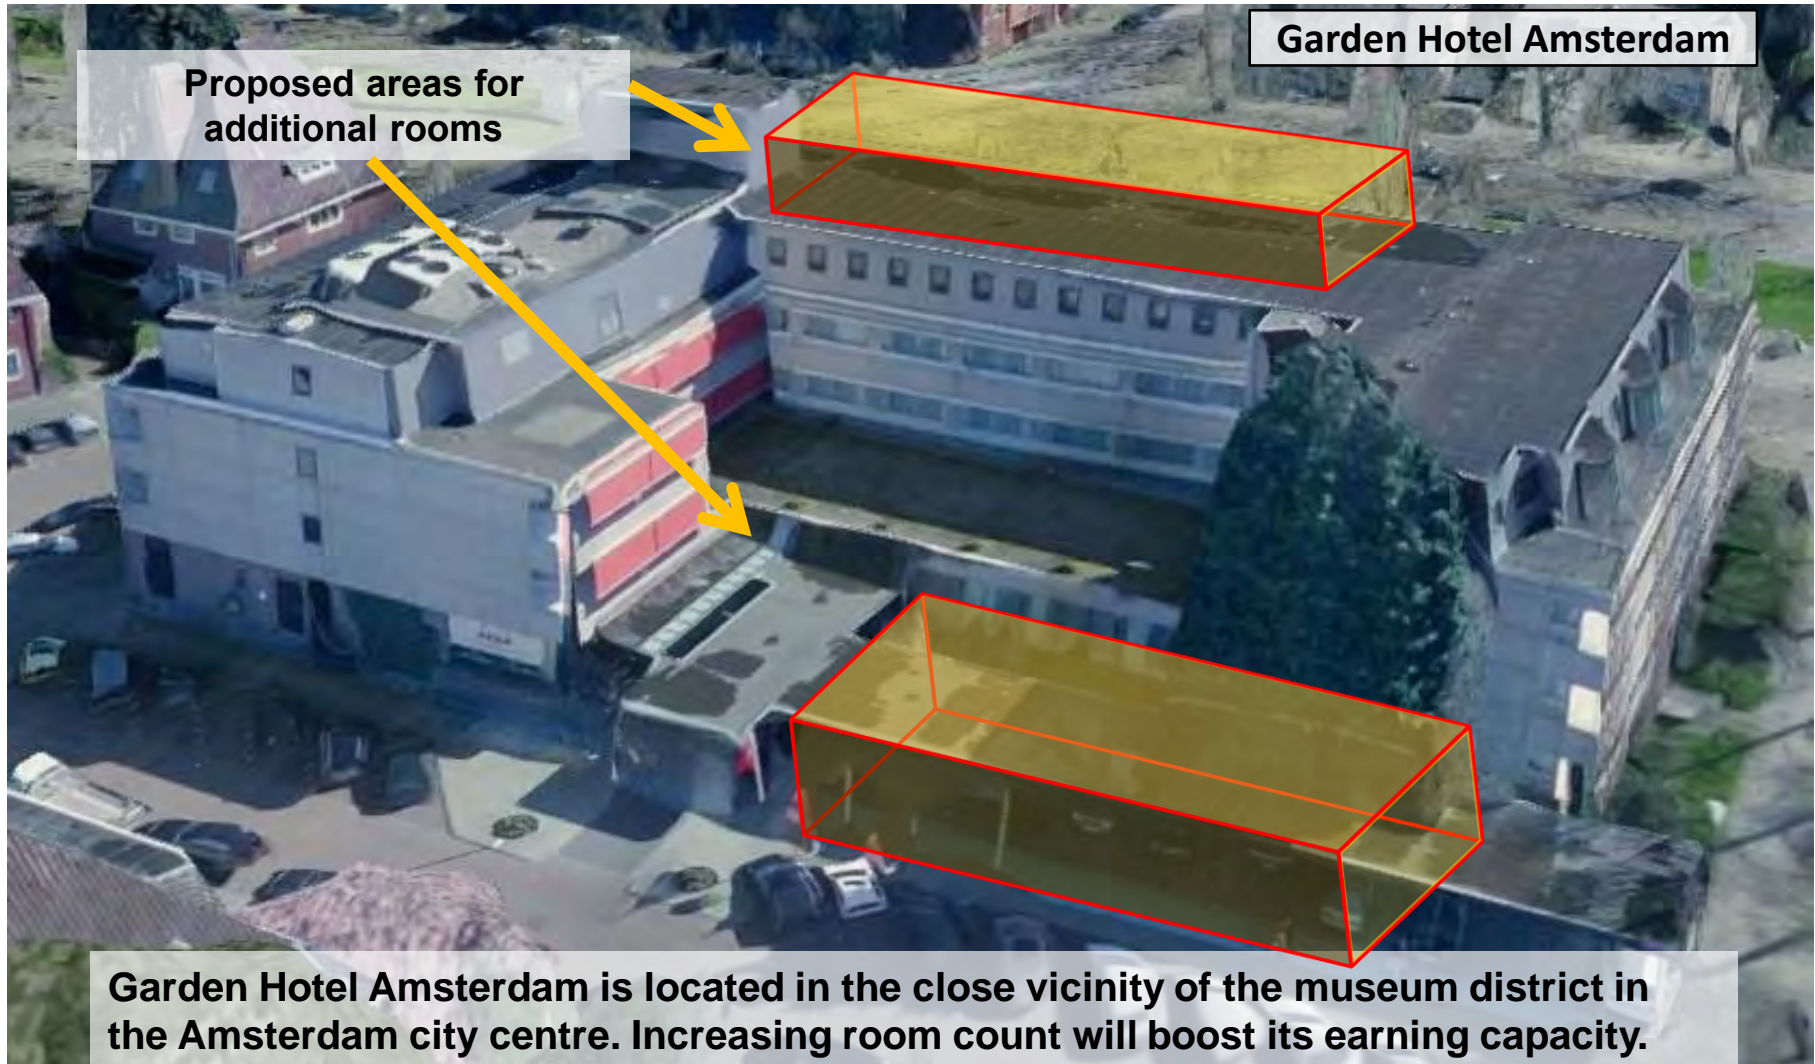 Garden Hotel Amsterdam
Proposed areas for
additional rooms
Garden Hotel Amsterdam is located in the close vicinity of the museum district in
the Amsterdam city centre. Increasing room count will boost its earning capacity.